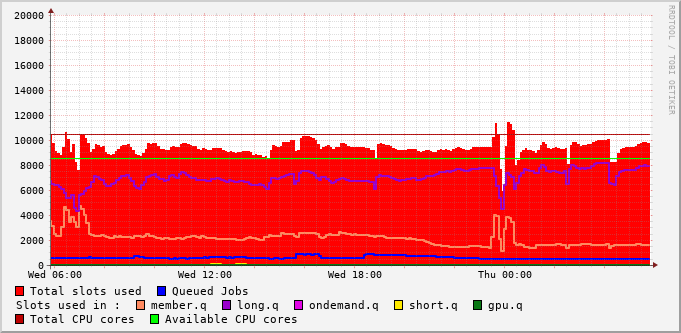 RRDTOOL / TOBI OETIKER
20000
18000
16000
14000
12000
10000
8000
6000
4000
2000
0
Wed 06:00 Wed 12:00 Wed 18:00 Thu 00:00
Total slots used Queued Jobs
Slots used in : member.q long.q ondemand.q short.q gpu.q
Total CPU cores Available CPU cores